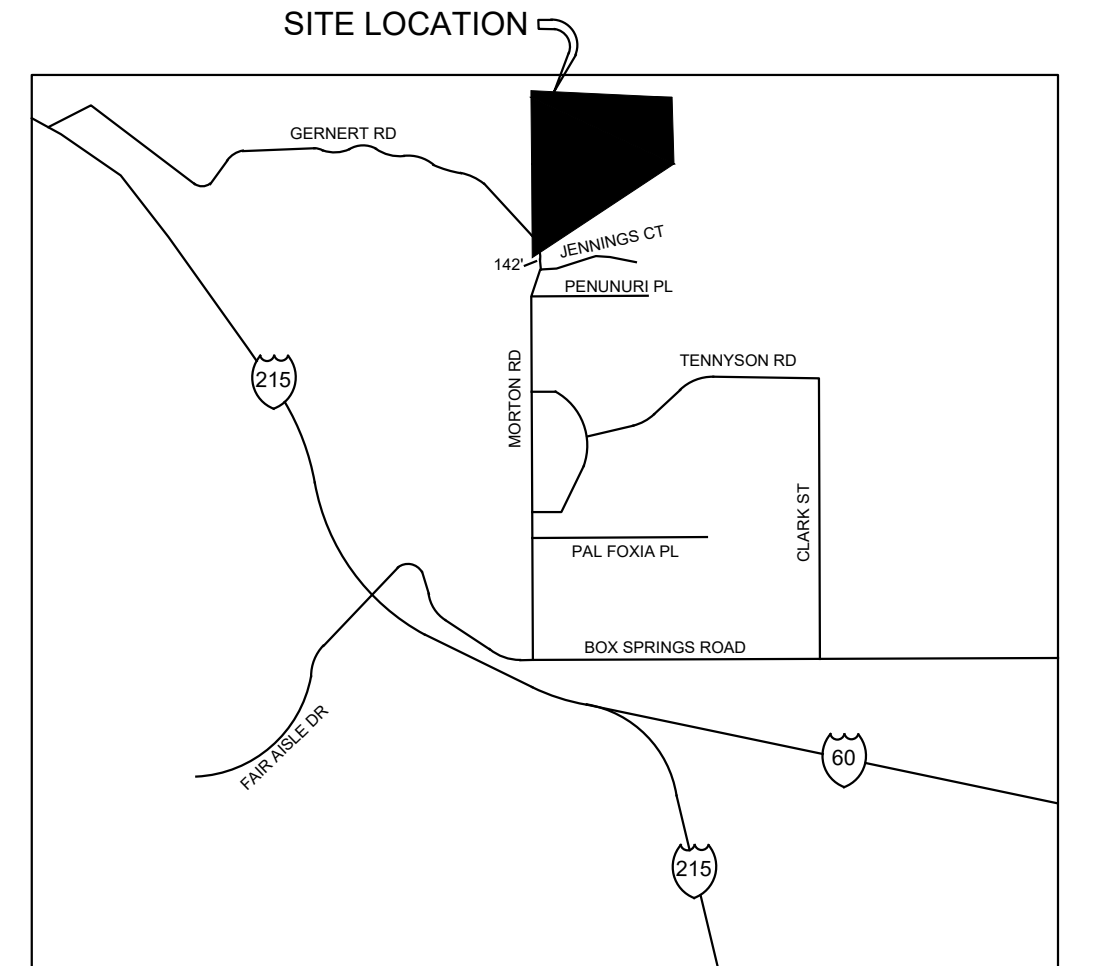 SITE LOCATION
GERNERT RD
JENNINGS CT
142'
PENUNURI PL
215
MORTON RD
TENNYSON RD
CLARK ST
PAL FOXIA PL
BOX SPRINGS ROAD
FAIR AISLE DR
60
215